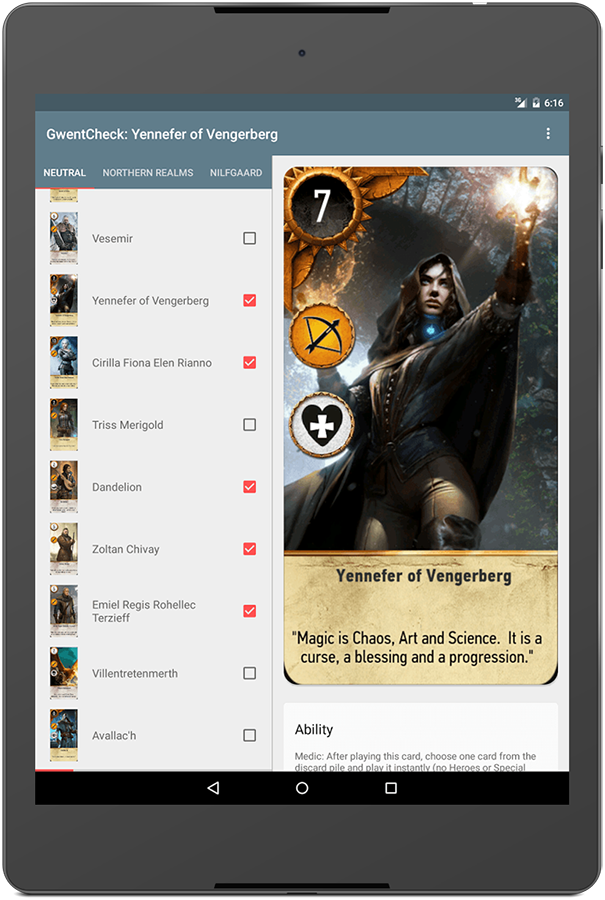 3G 6:16
GwentCheck: Yennefer of Vengerberg
NEUTRAL NORTHERN REALMS NILFGAARD
Vesemir
Yennefer of Vengerberg
Cirilla Fiona Elen Rianno
Triss Merigold
Dandelion
Zoltan Chivay
Emiel Regis Rohellec
Terzieff
Villentretenmerth
Avallac'h
7
Yennefer of Vengerberg
"Magic is Chaos, Art and Science. It is a
curse, a blessing and a progression."
Ability
Medic: After playing this card, choose one card from the
discard pile and play it instantly (no Heroes or Special